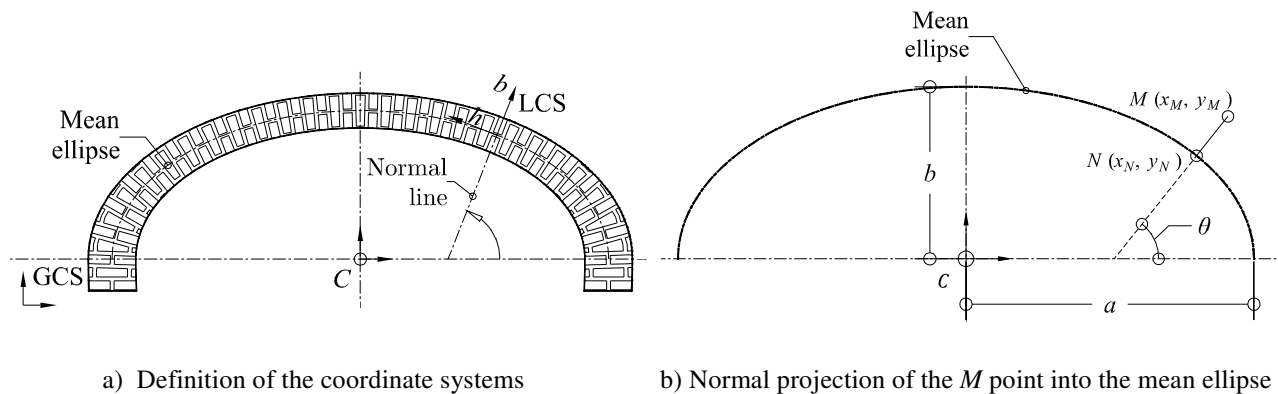 Mean
ellipse
b
LCS
h
Normal
line
GCS
C
Mean
ellipse
M (x_M, y_M)
N (x_N, y_N)
b
θ
C
a
a) Definition of the coordinate systems
b) Normal projection of the M point into the mean ellipse